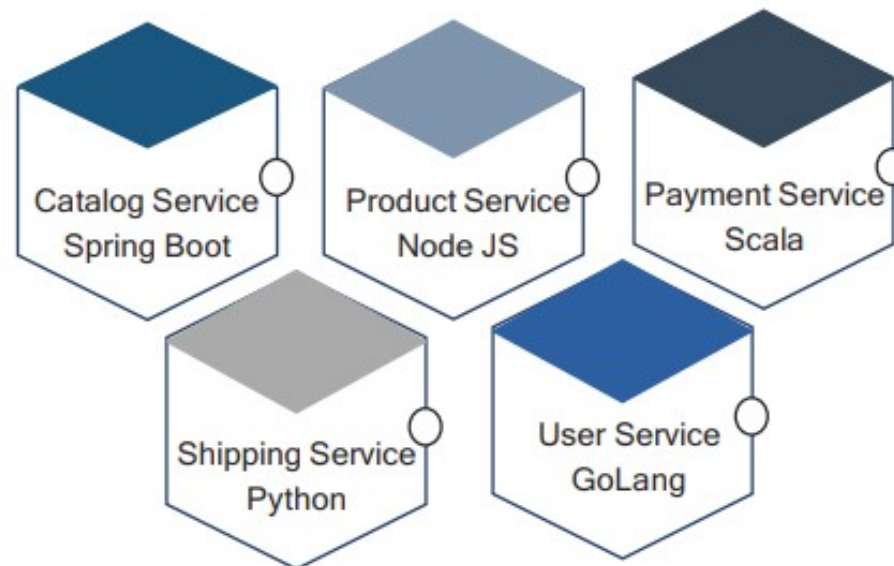 Catalog Service
Spring Boot
Product Service
Node JS
Payment Service
Scala
Shipping Service
Python
User Service
GoLang